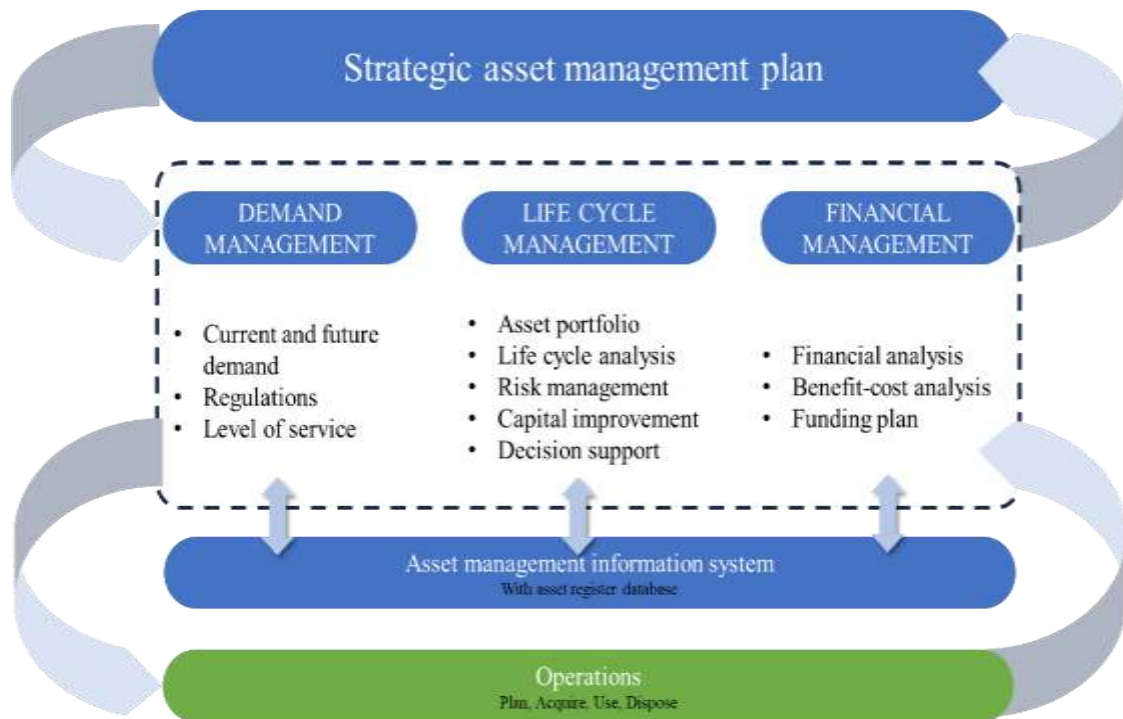 Strategic asset management plan
DEMAND
MANAGEMENT
LIFE CYCLE
MANAGEMENT
FINANCIAL
MANAGEMENT
• Current and future
demand
• Regulations
• Level of service
• Asset portfolio
• Life cycle analysis
• Risk management
• Capital improvement
• Decision support
• Financial analysis
• Benefit-cost analysis
• Funding plan
Asset management information system
With asset register database
Operations
Plan, Acquire, Use, Dispose